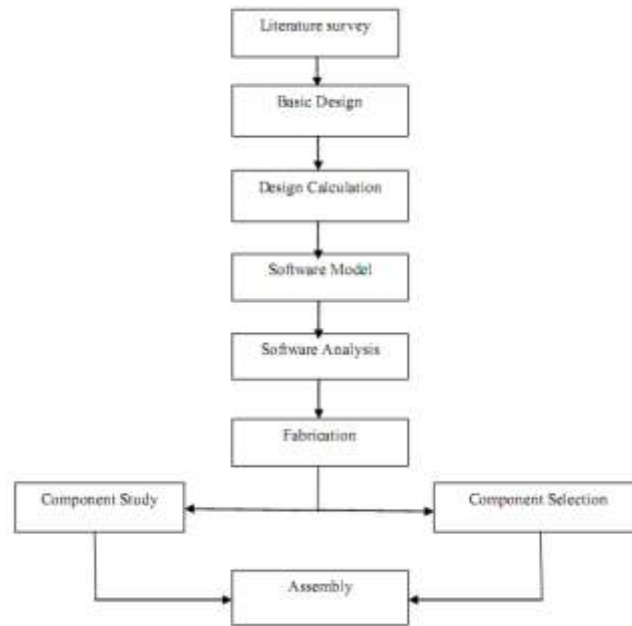 Literature survey
Basic Design
Design Calculation
Software Model
Software Analysis
Fabrication
Component Study
Component Selection
Assembly